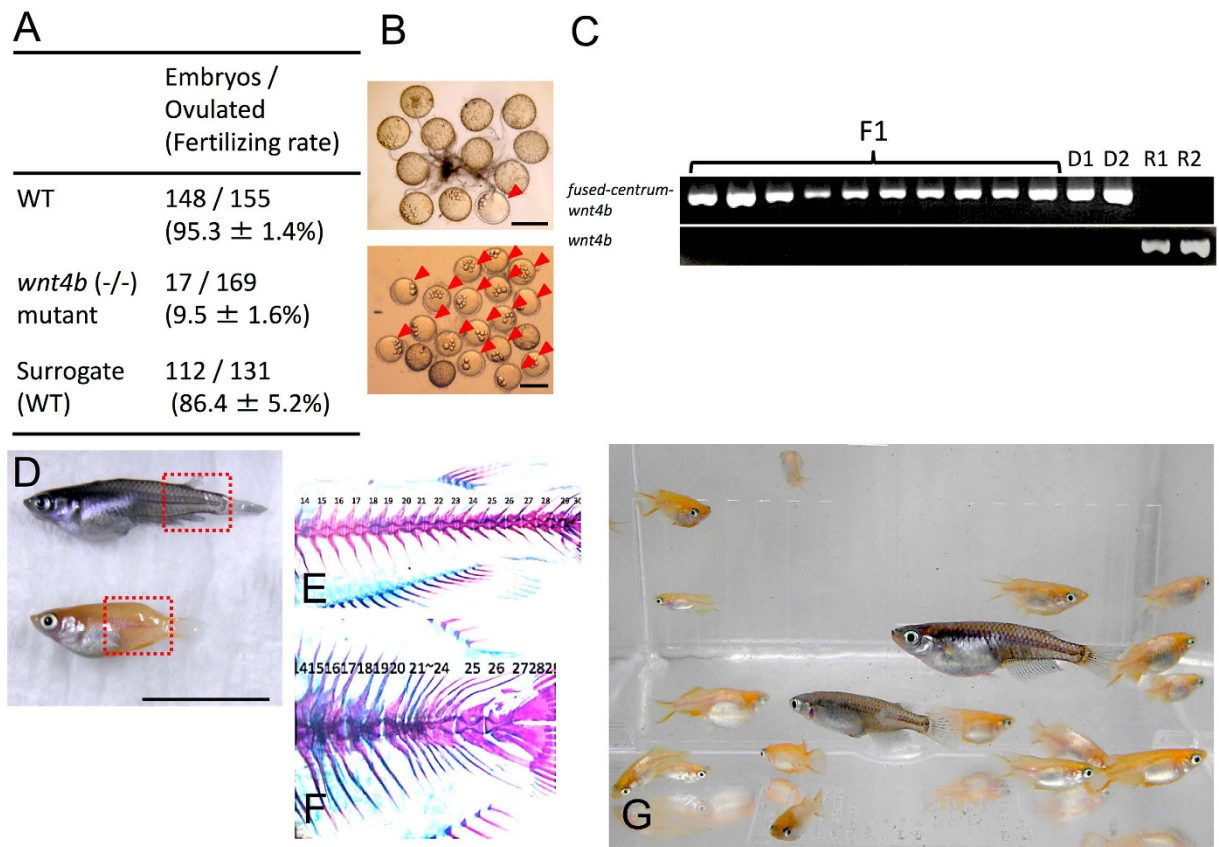 A
Embryos /
Ovulated
(Fertilizing rate)
WT
148 / 155
(95.3 ± 1.4%)
wnt4b (-/-)
mutant
17 / 169
(9.5 ± 1.6%)
Surrogate
(WT)
112 / 131
(86.4 ± 5.2%)
B
C
F1
D1 D2 R1 R2
fused-centrum-
wnt4b
wnt4b
D
14 15 16 17 18 19 20 21 22 23 24 25 26 27 28 29 30
E
14 15 16 17 18 19 20 21~24 25 26 27 28
F
G